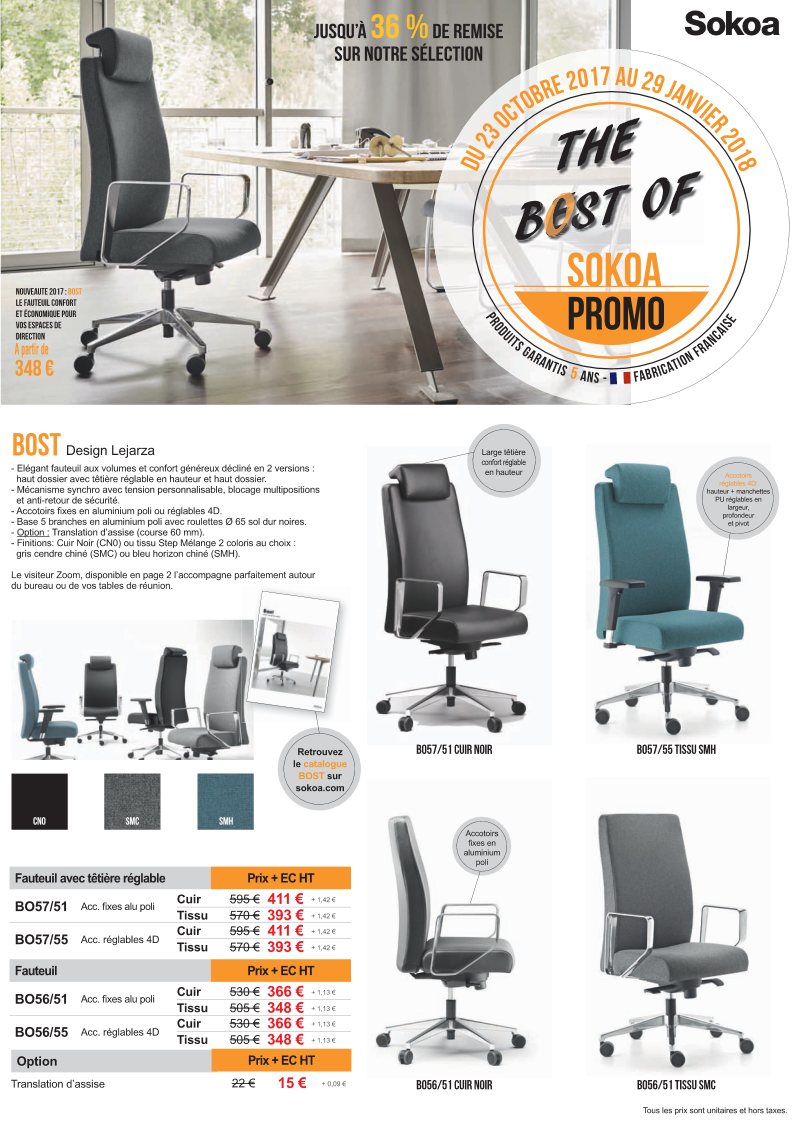 JUSQU'À 36 % DE REMISE
SUR NOTRE SÉLECTION
Sokoa
DU 23 OCTOBRE 2017 AU 29 JANVIER 2018
THE
BOST OF
SOKOA
PROMO
PRODUITS GARANTIS 5 ANS - FABRICATION FRANCAISE
NOUVEAUTE 2017 : BOST
LE FAUTEUIL CONFORT
ET ÉCONOMIQUE POUR
VOS ESPACES DE
DIRECTION
A partir de
348 €
BOST Design Lejarza
- Elégant fauteuil aux volumes et confort généreux décliné en 2 versions :
haut dossier avec têtière réglable en hauteur et haut dossier.
- Mécanisme synchro avec tension personnalisable, blocage multipositions
et anti-retour de sécurité.
- Accotoirs fixes en aluminium poli ou réglables 4D.
- Base 5 branches en aluminium poli avec roulettes Ø 65 sol dur noires.
- Option : Translation d'assise (course 60 mm).
- Finitions: Cuir Noir (CN0) ou tissu Step Mélange 2 coloris au choix :
gris cendre chiné (SMC) ou bleu horizon chiné (SMH).
Le visiteur Zoom, disponible en page 2 l'accompagne parfaitement autour
du bureau ou de vos tables de réunion.
Bost
Retrouvez
le catalogue
BOST sur
sokoa.com
CN0
SMC
SMH
Large têtière
confort réglable
en hauteur
Accotoirs
réglables 4D
hauteur + manchettes
PU réglables en
largeur,
profondeur
et pivot
BO57/51 CUIR NOIR
BO57/55 TISSU SMH
Accotoirs
fixes en
aluminium
poli
BO56/51 CUIR NOIR
BO56/51 TISSU SMC
Fauteuil avec têtière réglable Prix + EC HT
BO57/51 Acc. fixes alu poli Cuir 595 € 411 € + 1,42 €
Tissu 570 € 393 € + 1,42 €
BO57/55 Acc. réglables 4D Cuir 595 € 411 € + 1,42 €
Tissu 570 € 393 € + 1,42 €
Fauteuil Prix + EC HT
BO56/51 Acc. fixes alu poli Cuir 530 € 366 € + 1,13 €
Tissu 505 € 348 € + 1,13 €
BO56/55 Acc. réglables 4D Cuir 530 € 366 € + 1,13 €
Tissu 505 € 348 € + 1,13 €
Option Prix + EC HT
Translation d'assise 22 € 15 € + 0,09 €
Tous les prix sont unitaires et hors taxes.